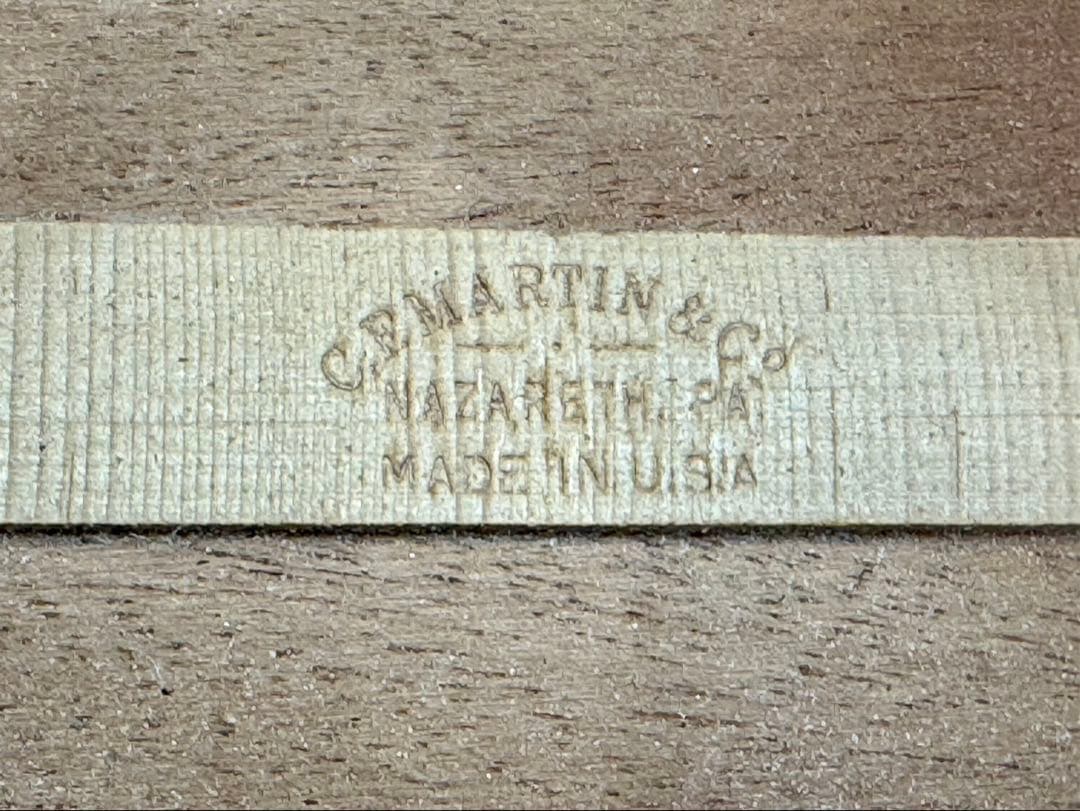 C.F. MARTIN & Co
NAZARETH, PA.
MADE IN U.S.A